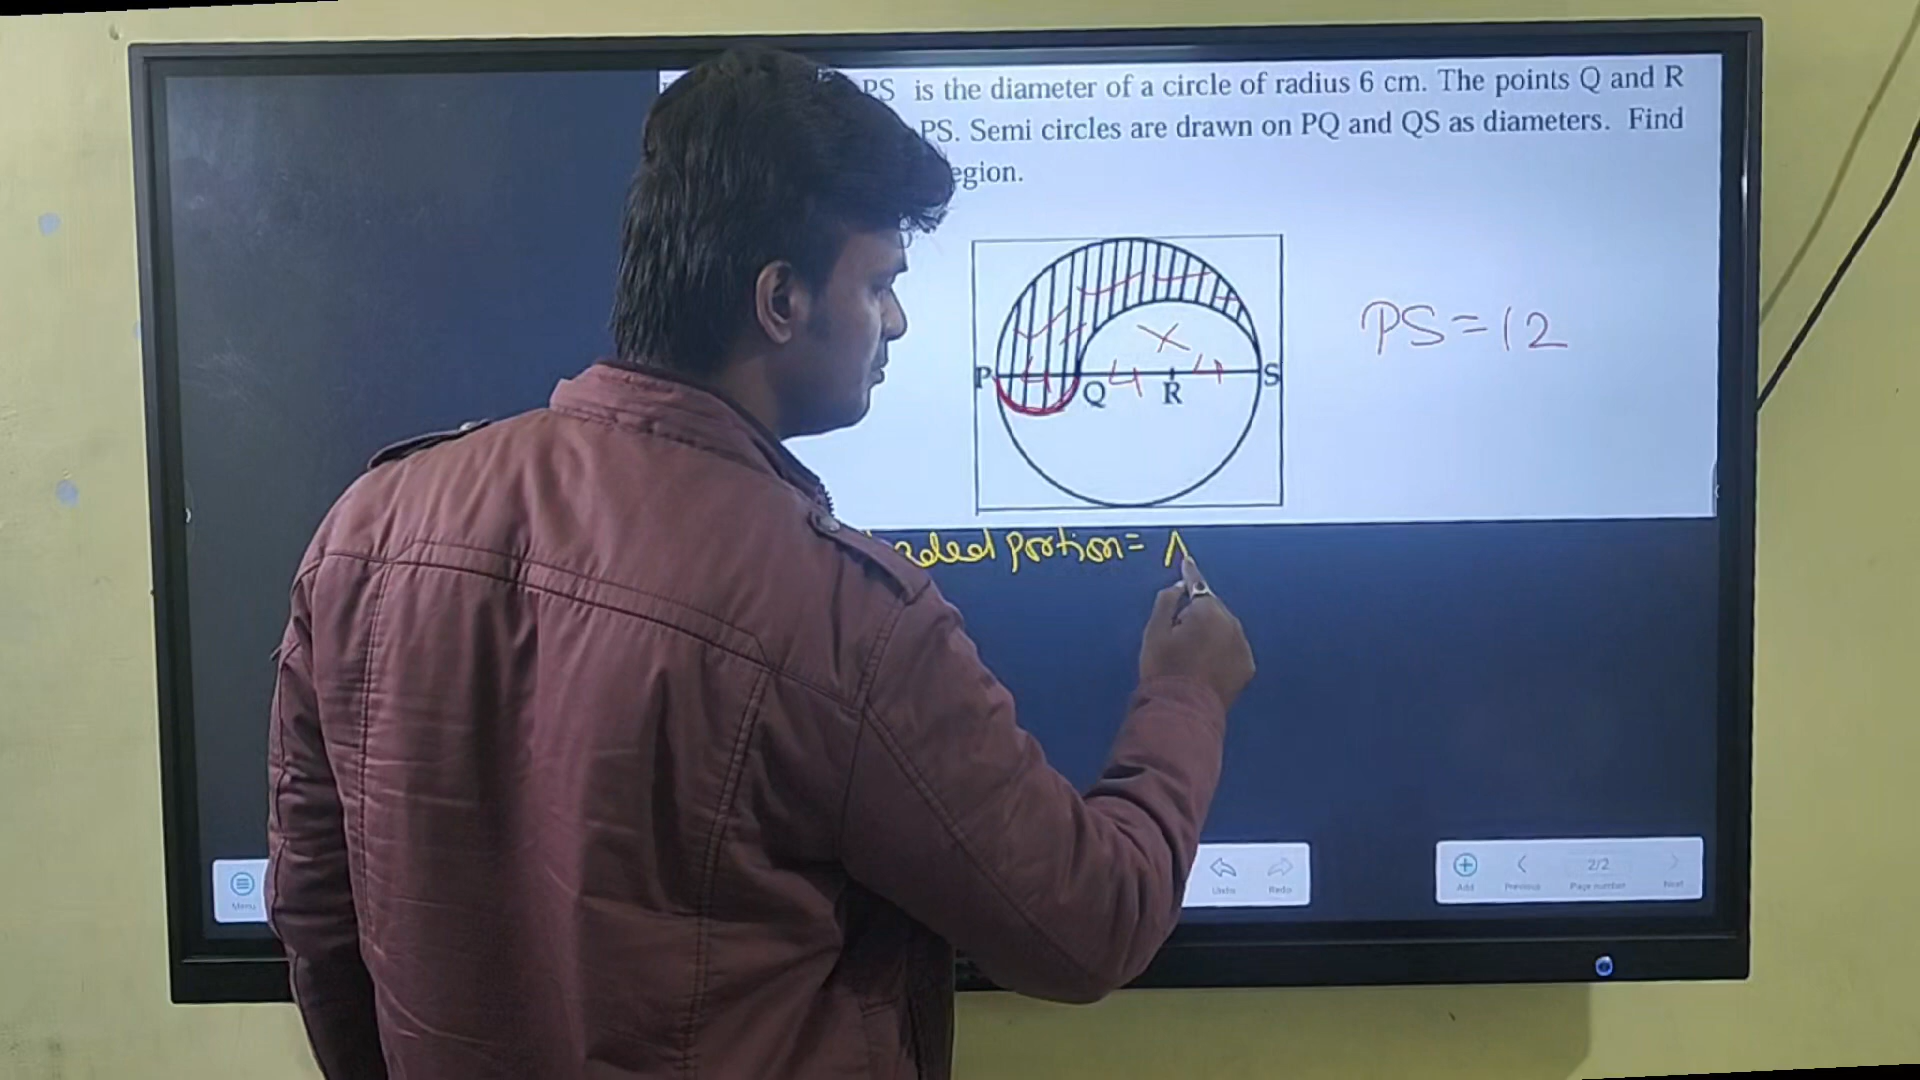 PS is the diameter of a circle of radius 6 cm. The points Q and R
PS. Semi circles are drawn on PQ and QS as diameters. Find
egion.
PS=12
P 4 Q 4 R 4 S
portion=
Menu
Undo Redo
Add Previous 2/2 Page number Next